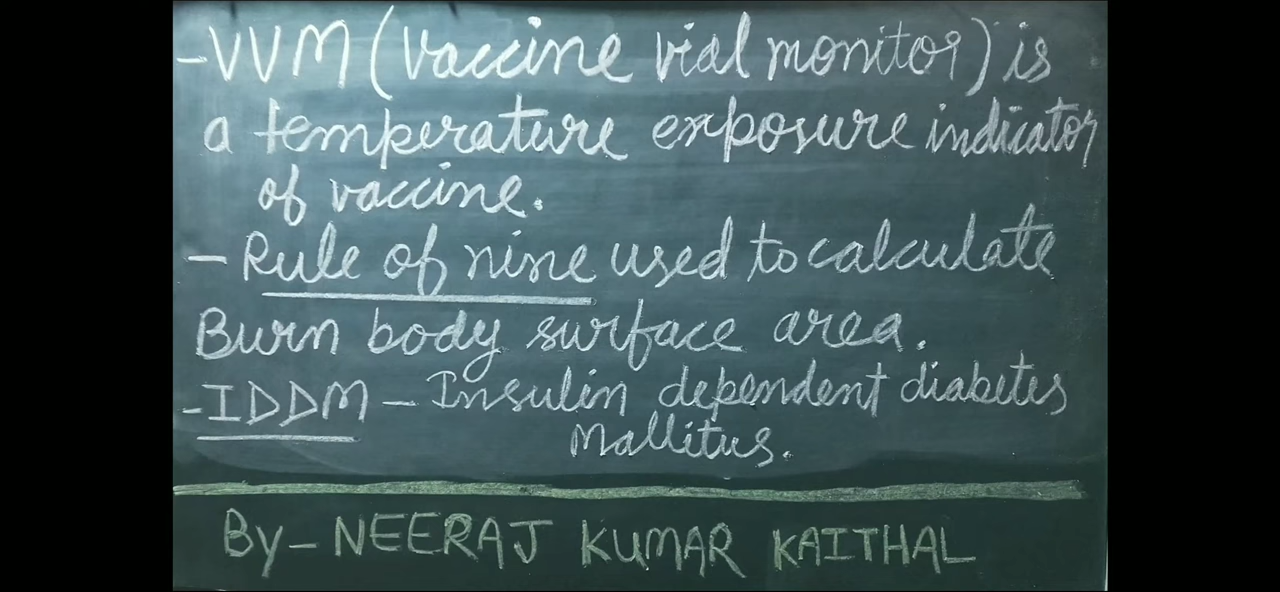 -VVM (vaccine vial monitor) is
a temperature exposure indicator
of vaccine.
- Rule of nine used to calculate
Burn body surface area.
-IDDM - Insulin dependent diabetes
Mallitus.
By- NEERAJ KUMAR KAITHAL